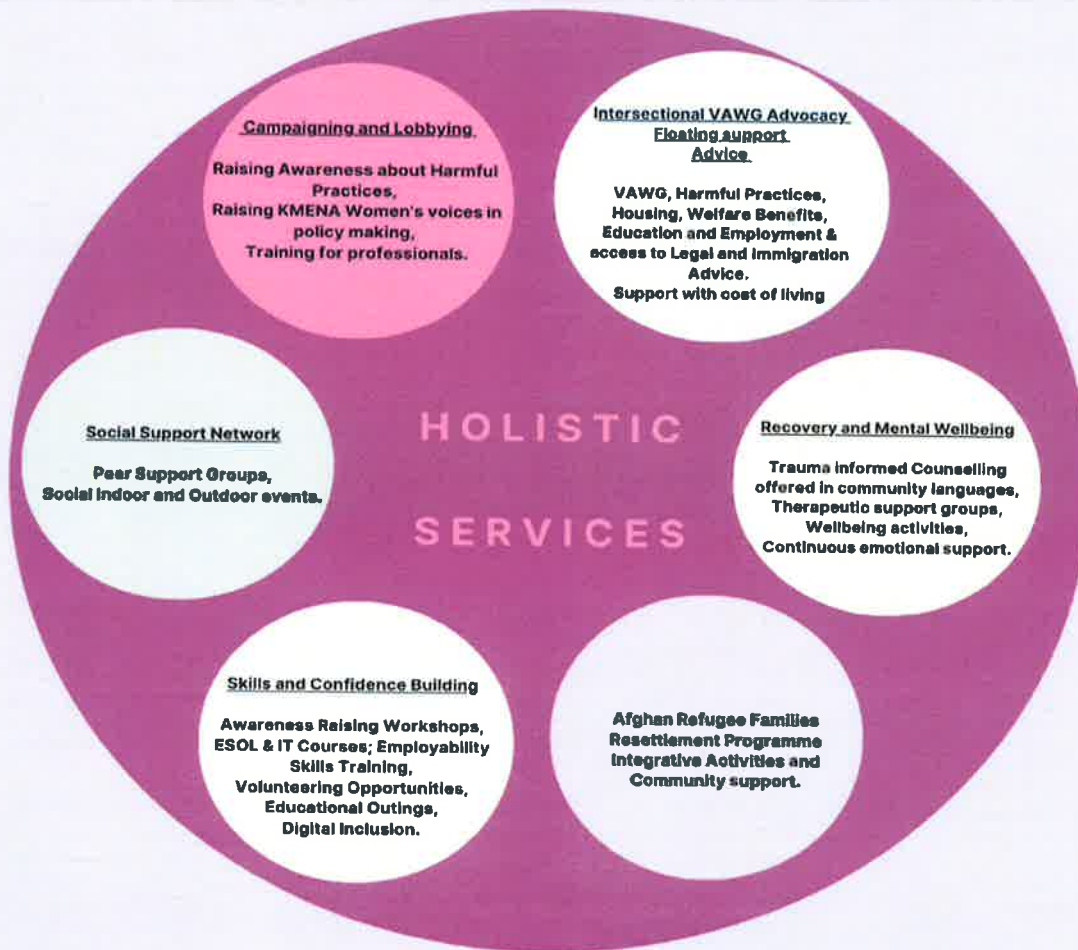 Campaigning and Lobbying
Raising Awareness about Harmful
Practices,
Raising KMENA Women's voices in
policy making,
Training for professionals.
Intersectional VAWG Advocacy
Floating support
Advice
VAWG, Harmful Practices,
Housing, Welfare Benefits,
Education and Employment &
access to Legal and Immigration
Advice.
Support with cost of living
Social Support Network
Peer Support Groups,
Social Indoor and Outdoor events.
HOLISTIC
SERVICES
Recovery and Mental Wellbeing
Trauma informed Counselling
offered in community languages,
Therapeutic support groups,
Wellbeing activities,
Continuous emotional support.
Skills and Confidence Building
Awareness Raising Workshops,
ESOL & IT Courses; Employability
Skills Training,
Volunteering Opportunities,
Educational Outings,
Digital Inclusion.
Afghan Refugee Families
Resettlement Programme
Integrative Activities and
Community support.